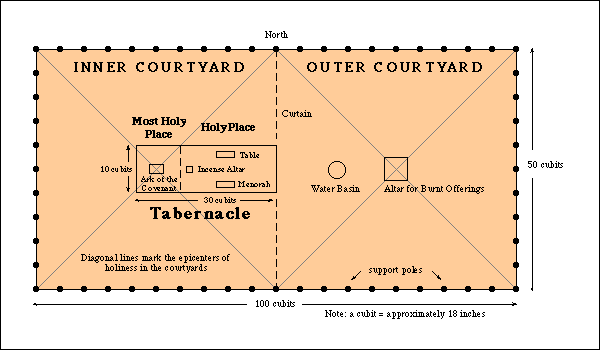 North
INNER COURTYARD
OUTER COURTYARD
Curtain
Most Holy
Place
Holy Place
Table
10 cubits
Incense Altar
Ark of the
Covenant
Menorah
30 cubits
Tabernacle
Water Basin
Altar for Burnt Offerings
50 cubits
Diagonal lines mark the epicenters of
holiness in the courtyards
support poles
100 cubits
Note: a cubit = approximately 18 inches